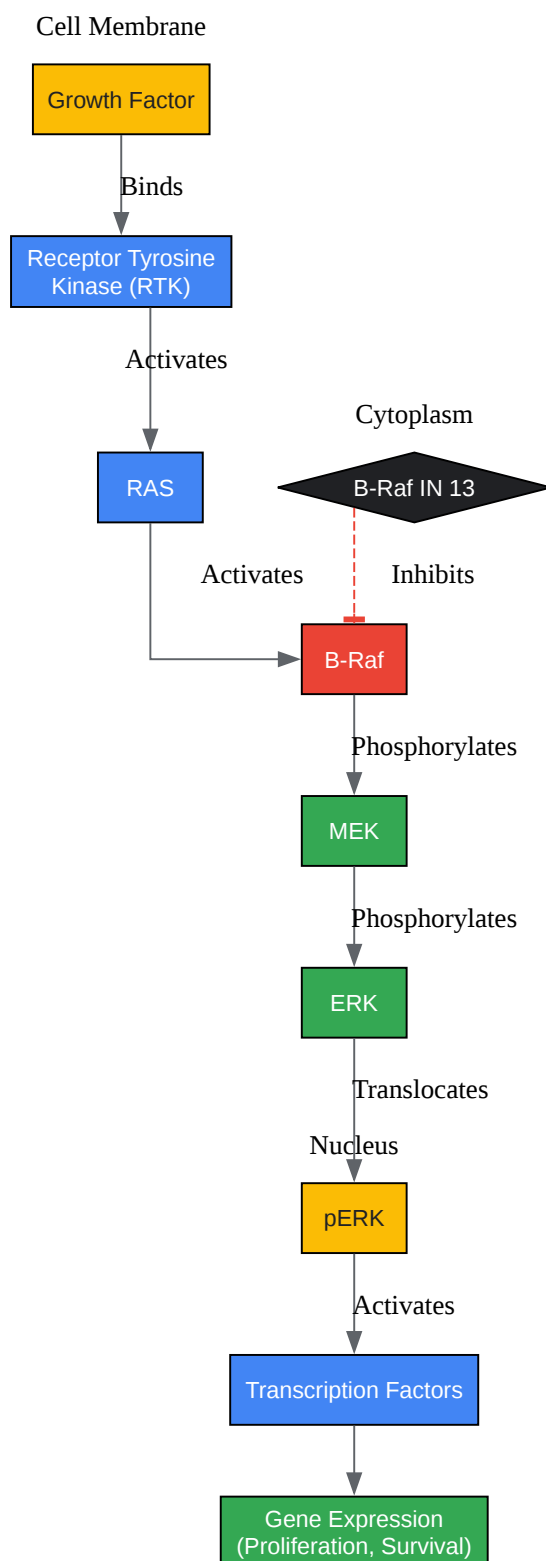 Cell Membrane
Growth Factor
Binds
Receptor Tyrosine
Kinase (RTK)
Activates
Cytoplasm
RAS
B-Raf IN 13
Activates
Inhibits
B-Raf
Phosphorylates
MEK
Phosphorylates
ERK
Translocates
Nucleus
pERK
Activates
Transcription Factors
Gene Expression
(Proliferation, Survival)